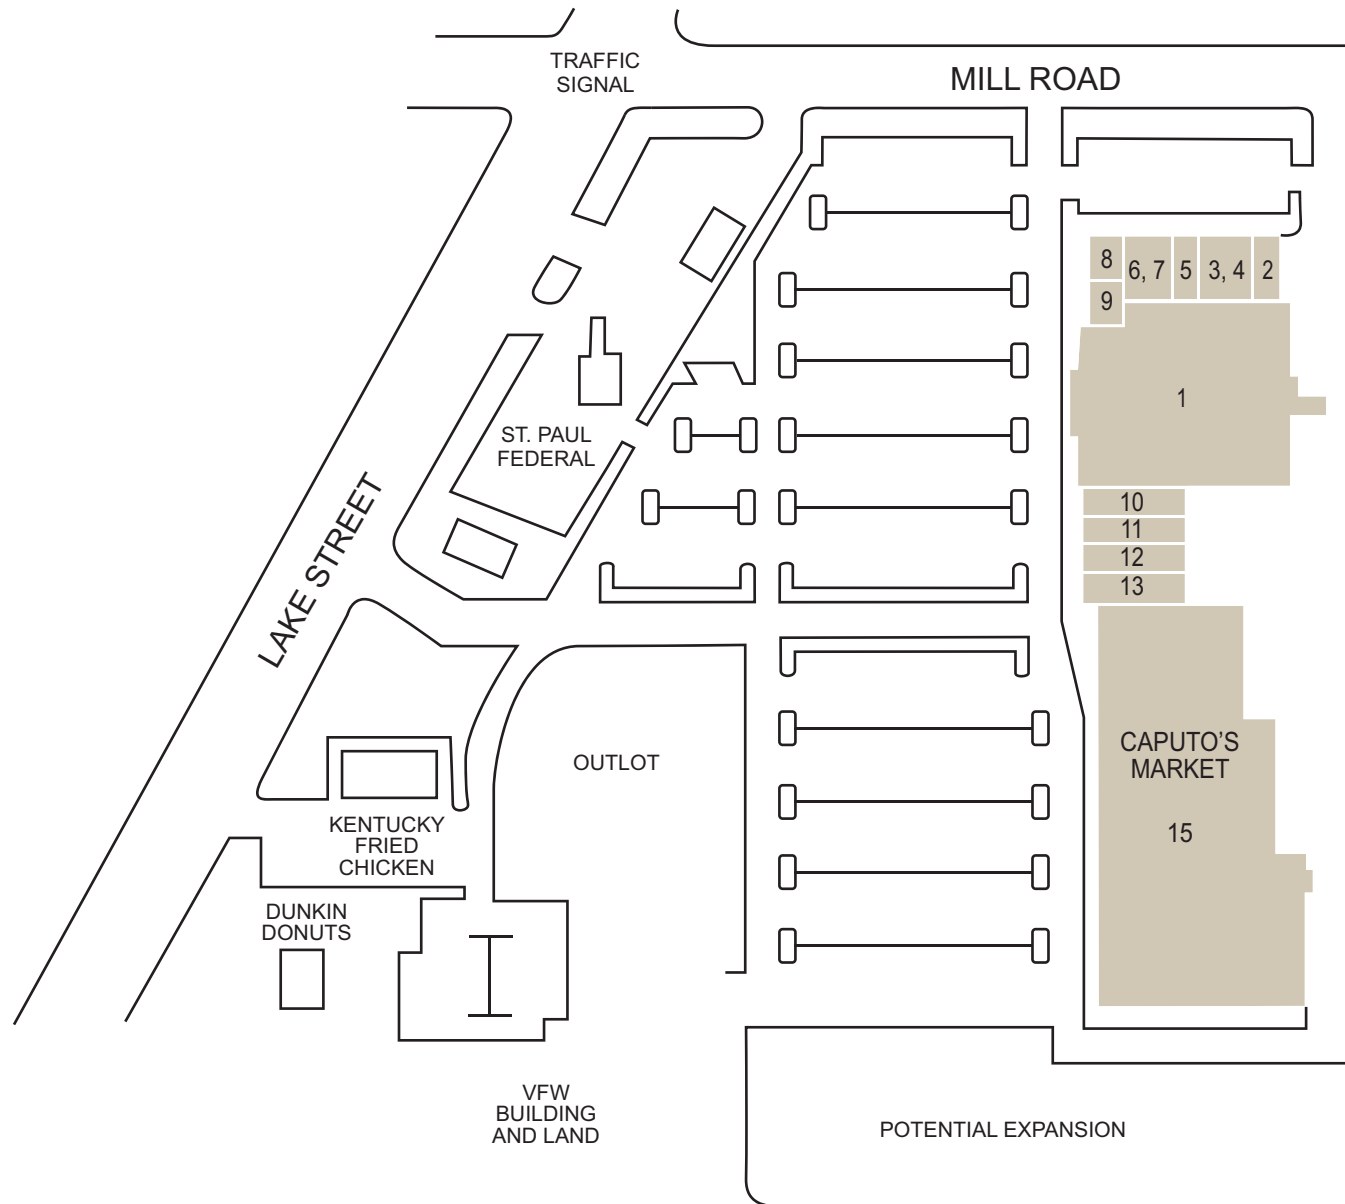 TRAFFIC
SIGNAL
MILL ROAD
8
6, 7
5
3, 4
2
9
1
ST. PAUL
FEDERAL
10
11
12
13
LAKE STREET
CAPUTO'S
MARKET
15
OUTLOT
KENTUCKY
FRIED
CHICKEN
DUNKIN
DONUTS
VFW
BUILDING
AND LAND
POTENTIAL EXPANSION